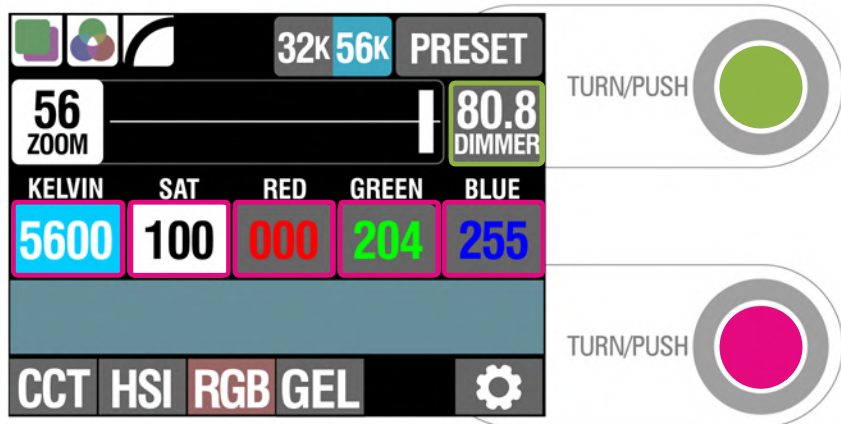 32K 56K PRESET
TURN/PUSH
56 80.8
ZOOM DIMMER
KELVIN SAT RED GREEN BLUE
5600 100 000 204 255
TURN/PUSH
CCT HSI RGB GEL